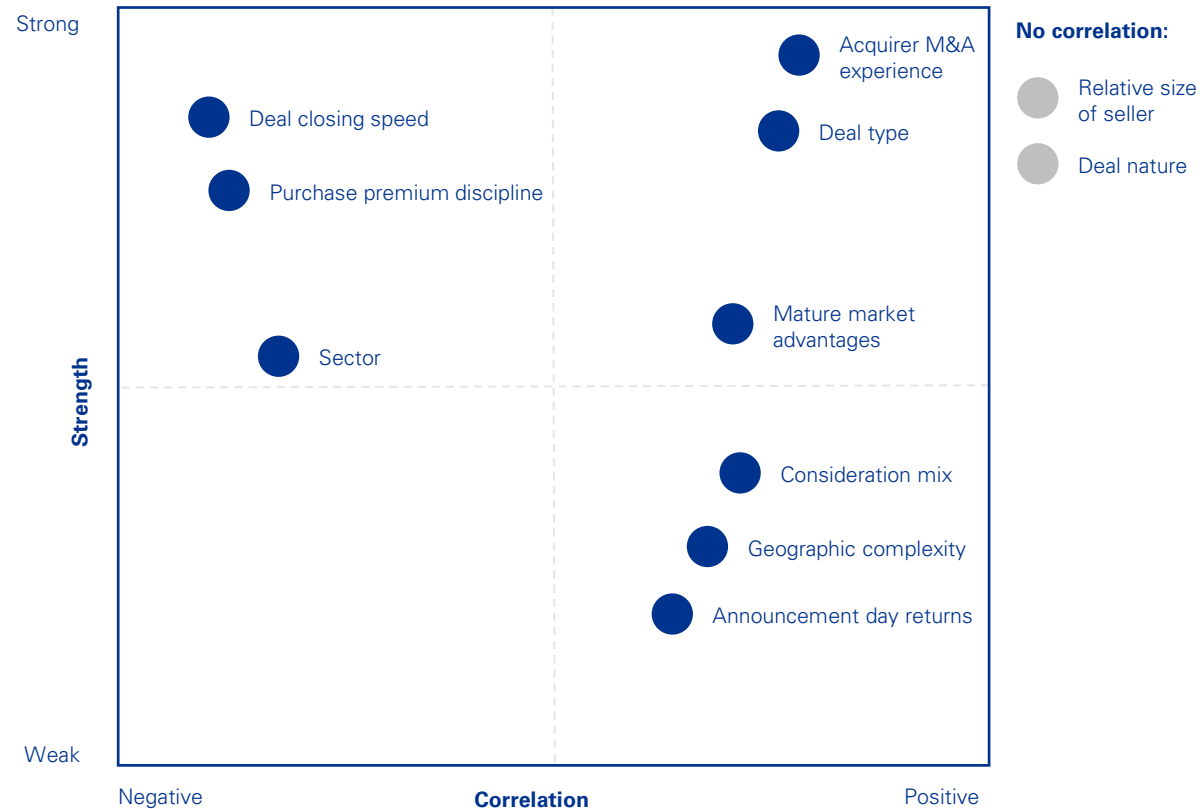 Strong
Acquirer M&A
experience
Deal closing speed
Deal type
Purchase premium discipline
Mature market
advantages
Sector
Strength
Consideration mix
Geographic complexity
Announcement day returns
Weak
Negative
Correlation
Positive
No correlation:
Relative size
of seller
Deal nature